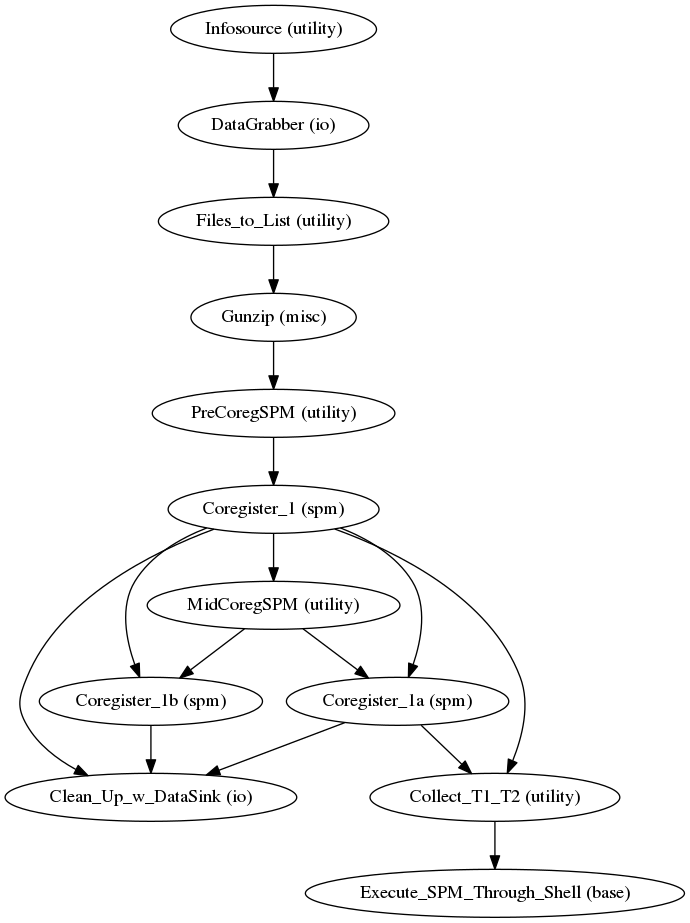 Infosource (utility)
DataGrabber (io)
Files_to_List (utility)
Gunzip (misc)
PreCoregSPM (utility)
Coregister_1 (spm)
MidCoregSPM (utility)
Coregister_1b (spm)
Coregister_1a (spm)
Clean_Up_w_DataSink (io)
Collect_T1_T2 (utility)
Execute_SPM_Through_Shell (base)